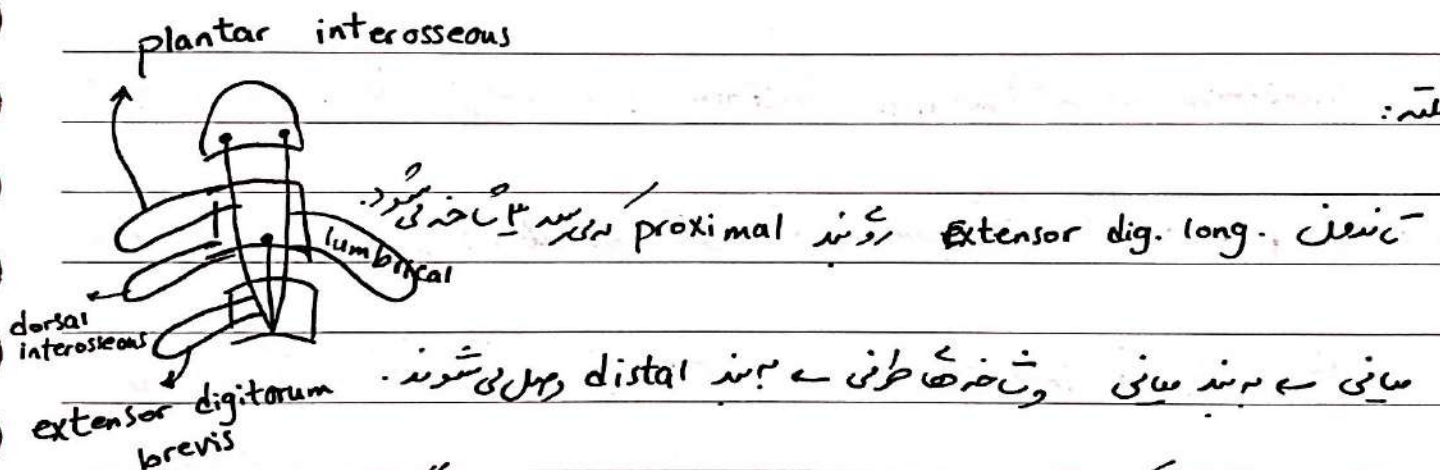 plantar interosseous
نکته:
تاندون Extensor dig. long. روی بند proximal که می‌رسد ۳ شاخه می‌شود.
lumbrical
dorsal
interosseous
میانی ← به بند میانی و شاخه های طرفی ← به بند distal وصل می‌شوند.
extensor digitorum
brevis